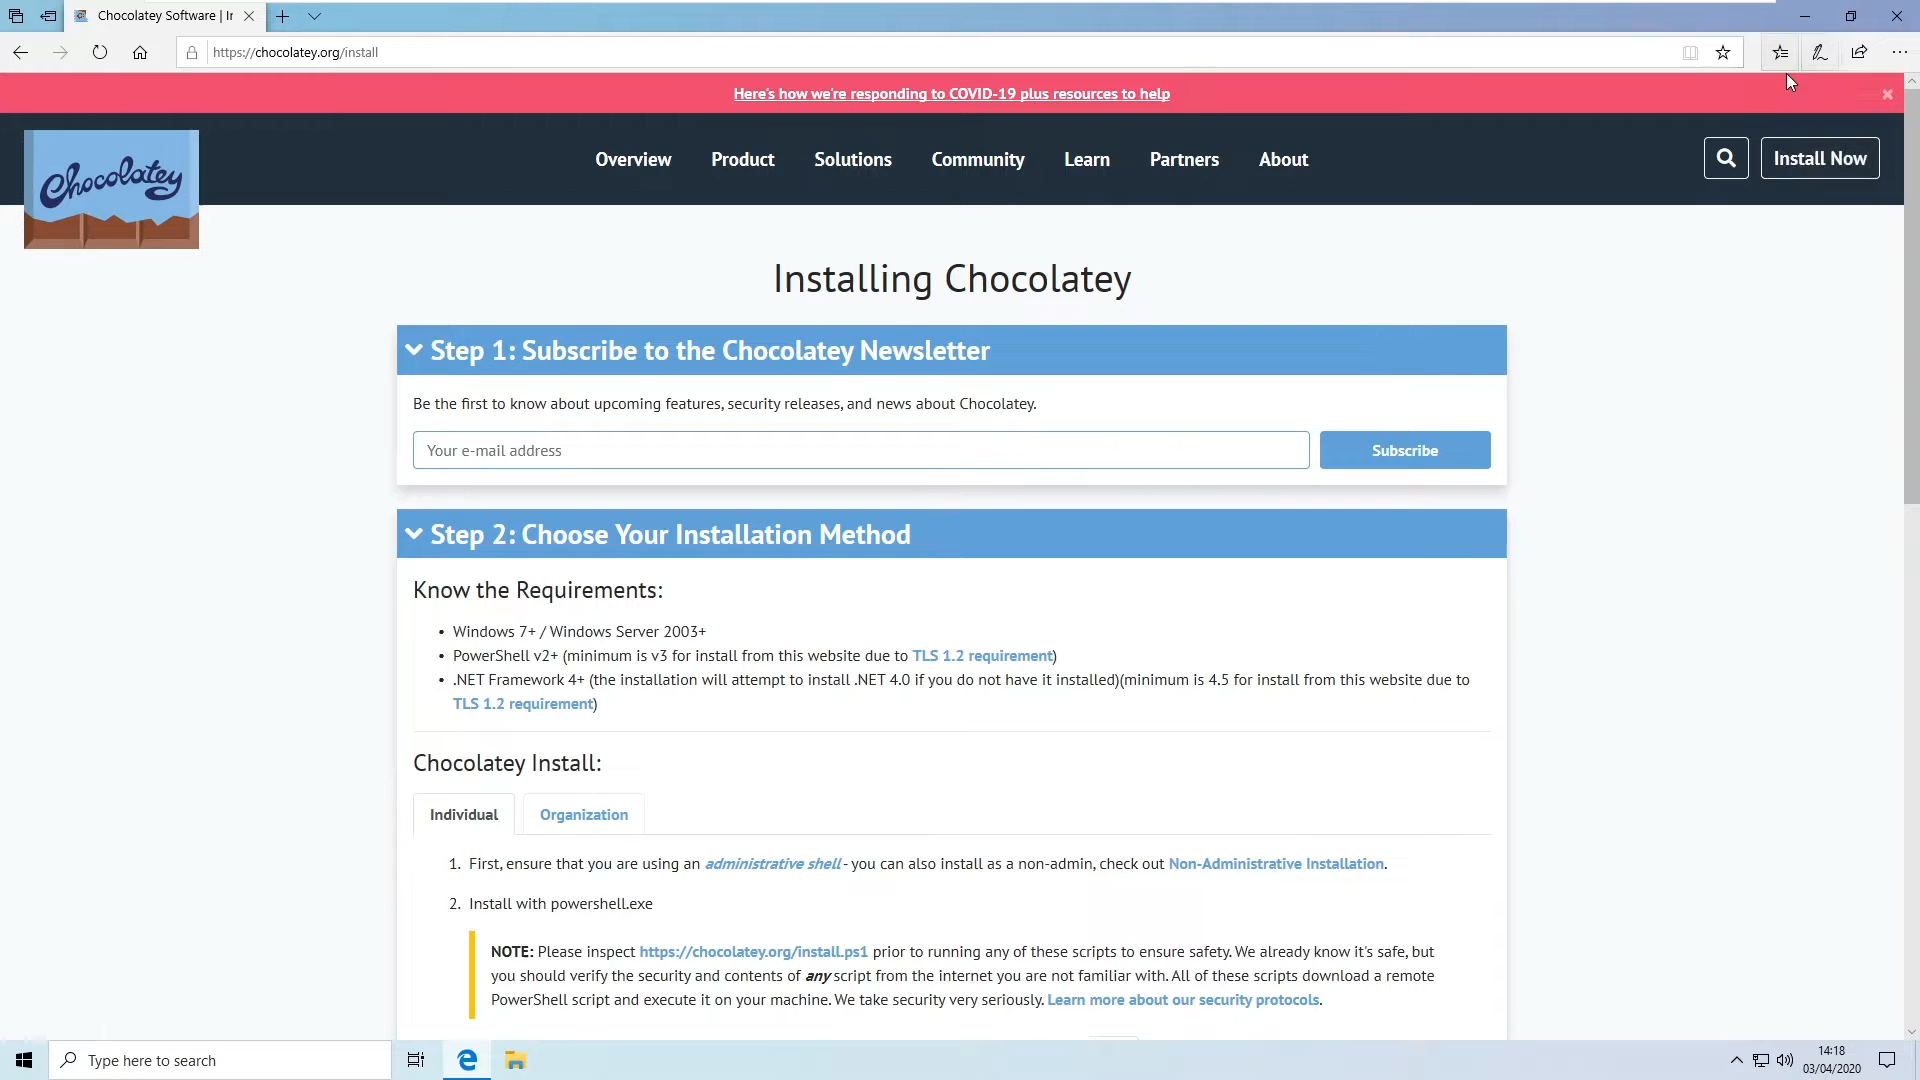 Chocolatey Software | Ir
https://chocolatey.org/install
Here's how we're responding to COVID-19 plus resources to help
Chocolatey
Overview Product Solutions Community Learn Partners About
Install Now
Installing Chocolatey
Step 1: Subscribe to the Chocolatey Newsletter
Be the first to know about upcoming features, security releases, and news about Chocolatey.
Your e-mail address
Subscribe
Step 2: Choose Your Installation Method
Know the Requirements:
• Windows 7+ / Windows Server 2003+
• PowerShell v2+ (minimum is v3 for install from this website due to TLS 1.2 requirement)
• .NET Framework 4+ (the installation will attempt to install .NET 4.0 if you do not have it installed)(minimum is 4.5 for install from this website due to
TLS 1.2 requirement)
Chocolatey Install:
Individual Organization
1. First, ensure that you are using an administrative shell - you can also install as a non-admin, check out Non-Administrative Installation.
2. Install with powershell.exe
NOTE: Please inspect https://chocolatey.org/install.ps1 prior to running any of these scripts to ensure safety. We already know it's safe, but
you should verify the security and contents of any script from the internet you are not familiar with. All of these scripts download a remote
PowerShell script and execute it on your machine. We take security very seriously. Learn more about our security protocols.
Type here to search
14:18
03/04/2020